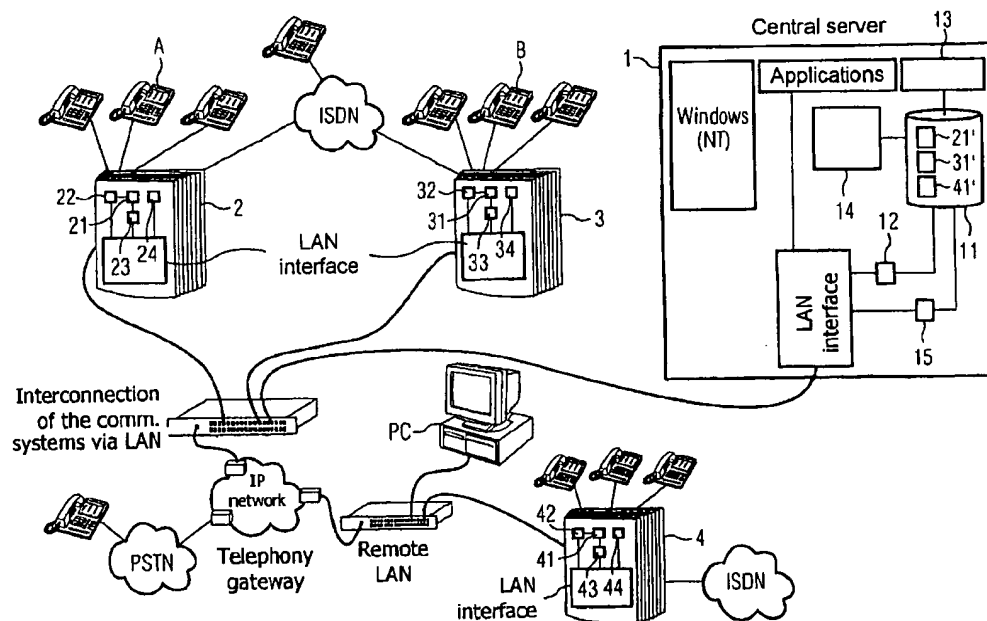 Central server
13
1
Applications
Windows
(NT)
21'
31'
41'
14
12
11
LAN
interface
15
A
ISDN
B
22
21
23
24
2
LAN
interface
32
31
33
34
3
Interconnection
of the comm.
systems via LAN
PC
IP
network
PSTN
Telephony
gateway
Remote
LAN
42
41
43
44
4
LAN
interface
ISDN